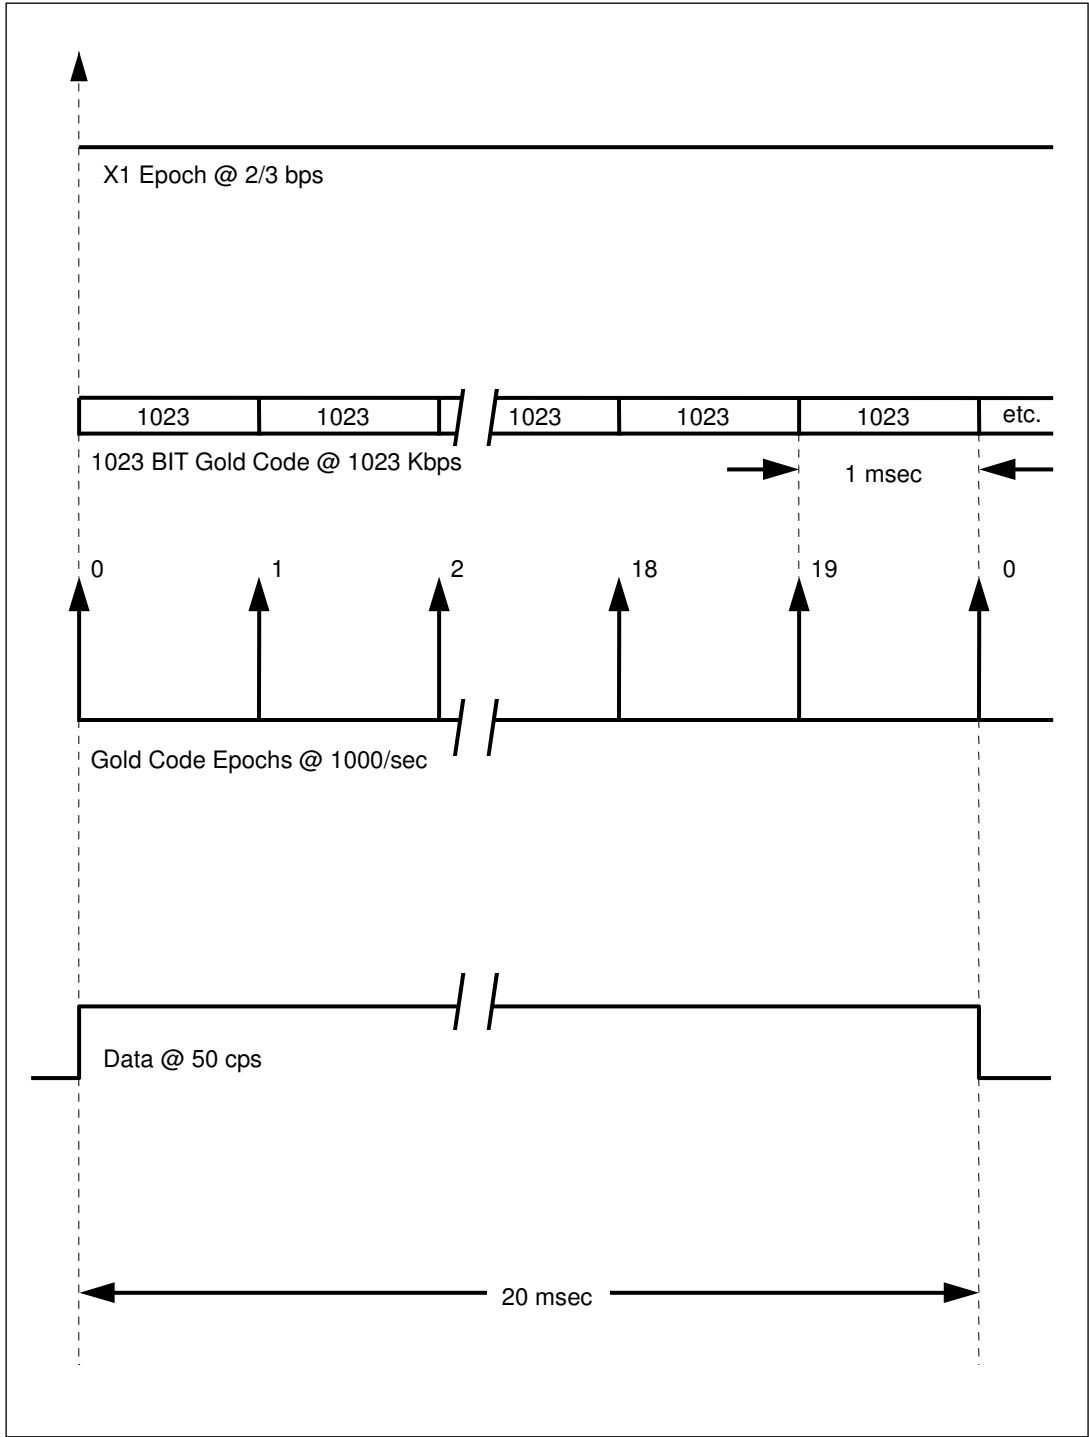 X1 Epoch @ 2/3 bps
1023 1023 1023 1023 1023 etc.
1023 BIT Gold Code @ 1023 Kbps
1 msec
0 1 2 18 19 0
Gold Code Epochs @ 1000/sec
Data @ 50 cps
20 msec